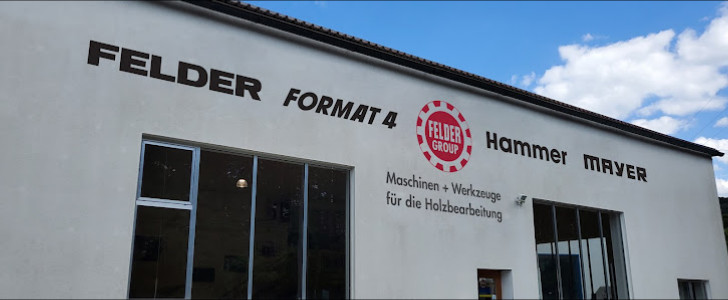 FELDER
FORMAT 4
FELDER
GROUP
Hammer
MAYER
Maschinen + Werkzeuge
für die Holzbearbeitung